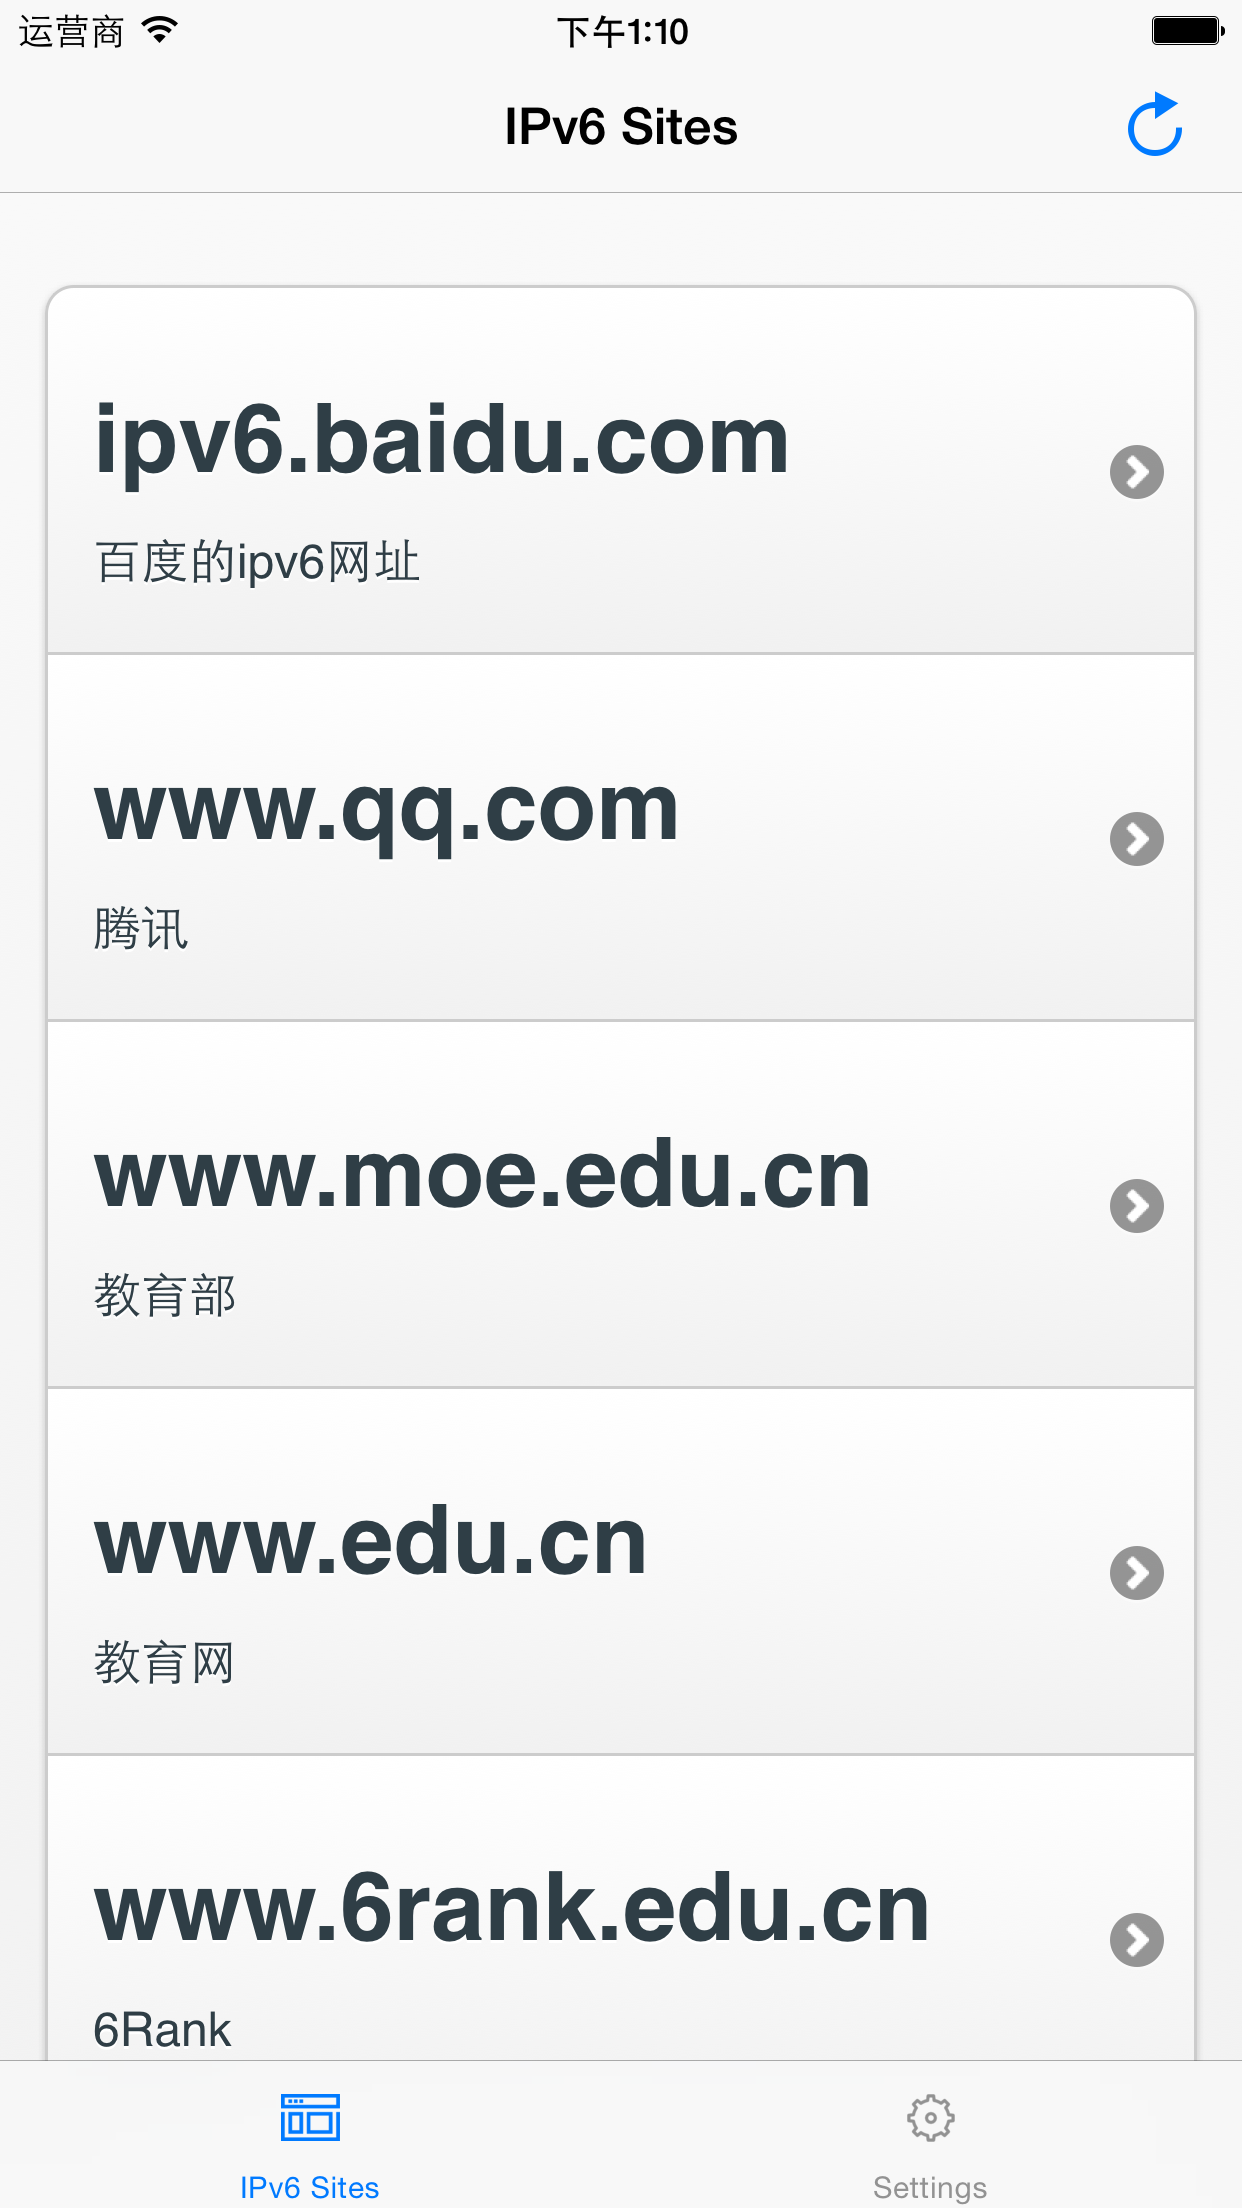 运营商 下午1:10
IPv6 Sites
ipv6.baidu.com
百度的ipv6网址
www.qq.com
腾讯
www.moe.edu.cn
教育部
www.edu.cn
教育网
www.6rank.edu.cn
6Rank
IPv6 Sites Settings